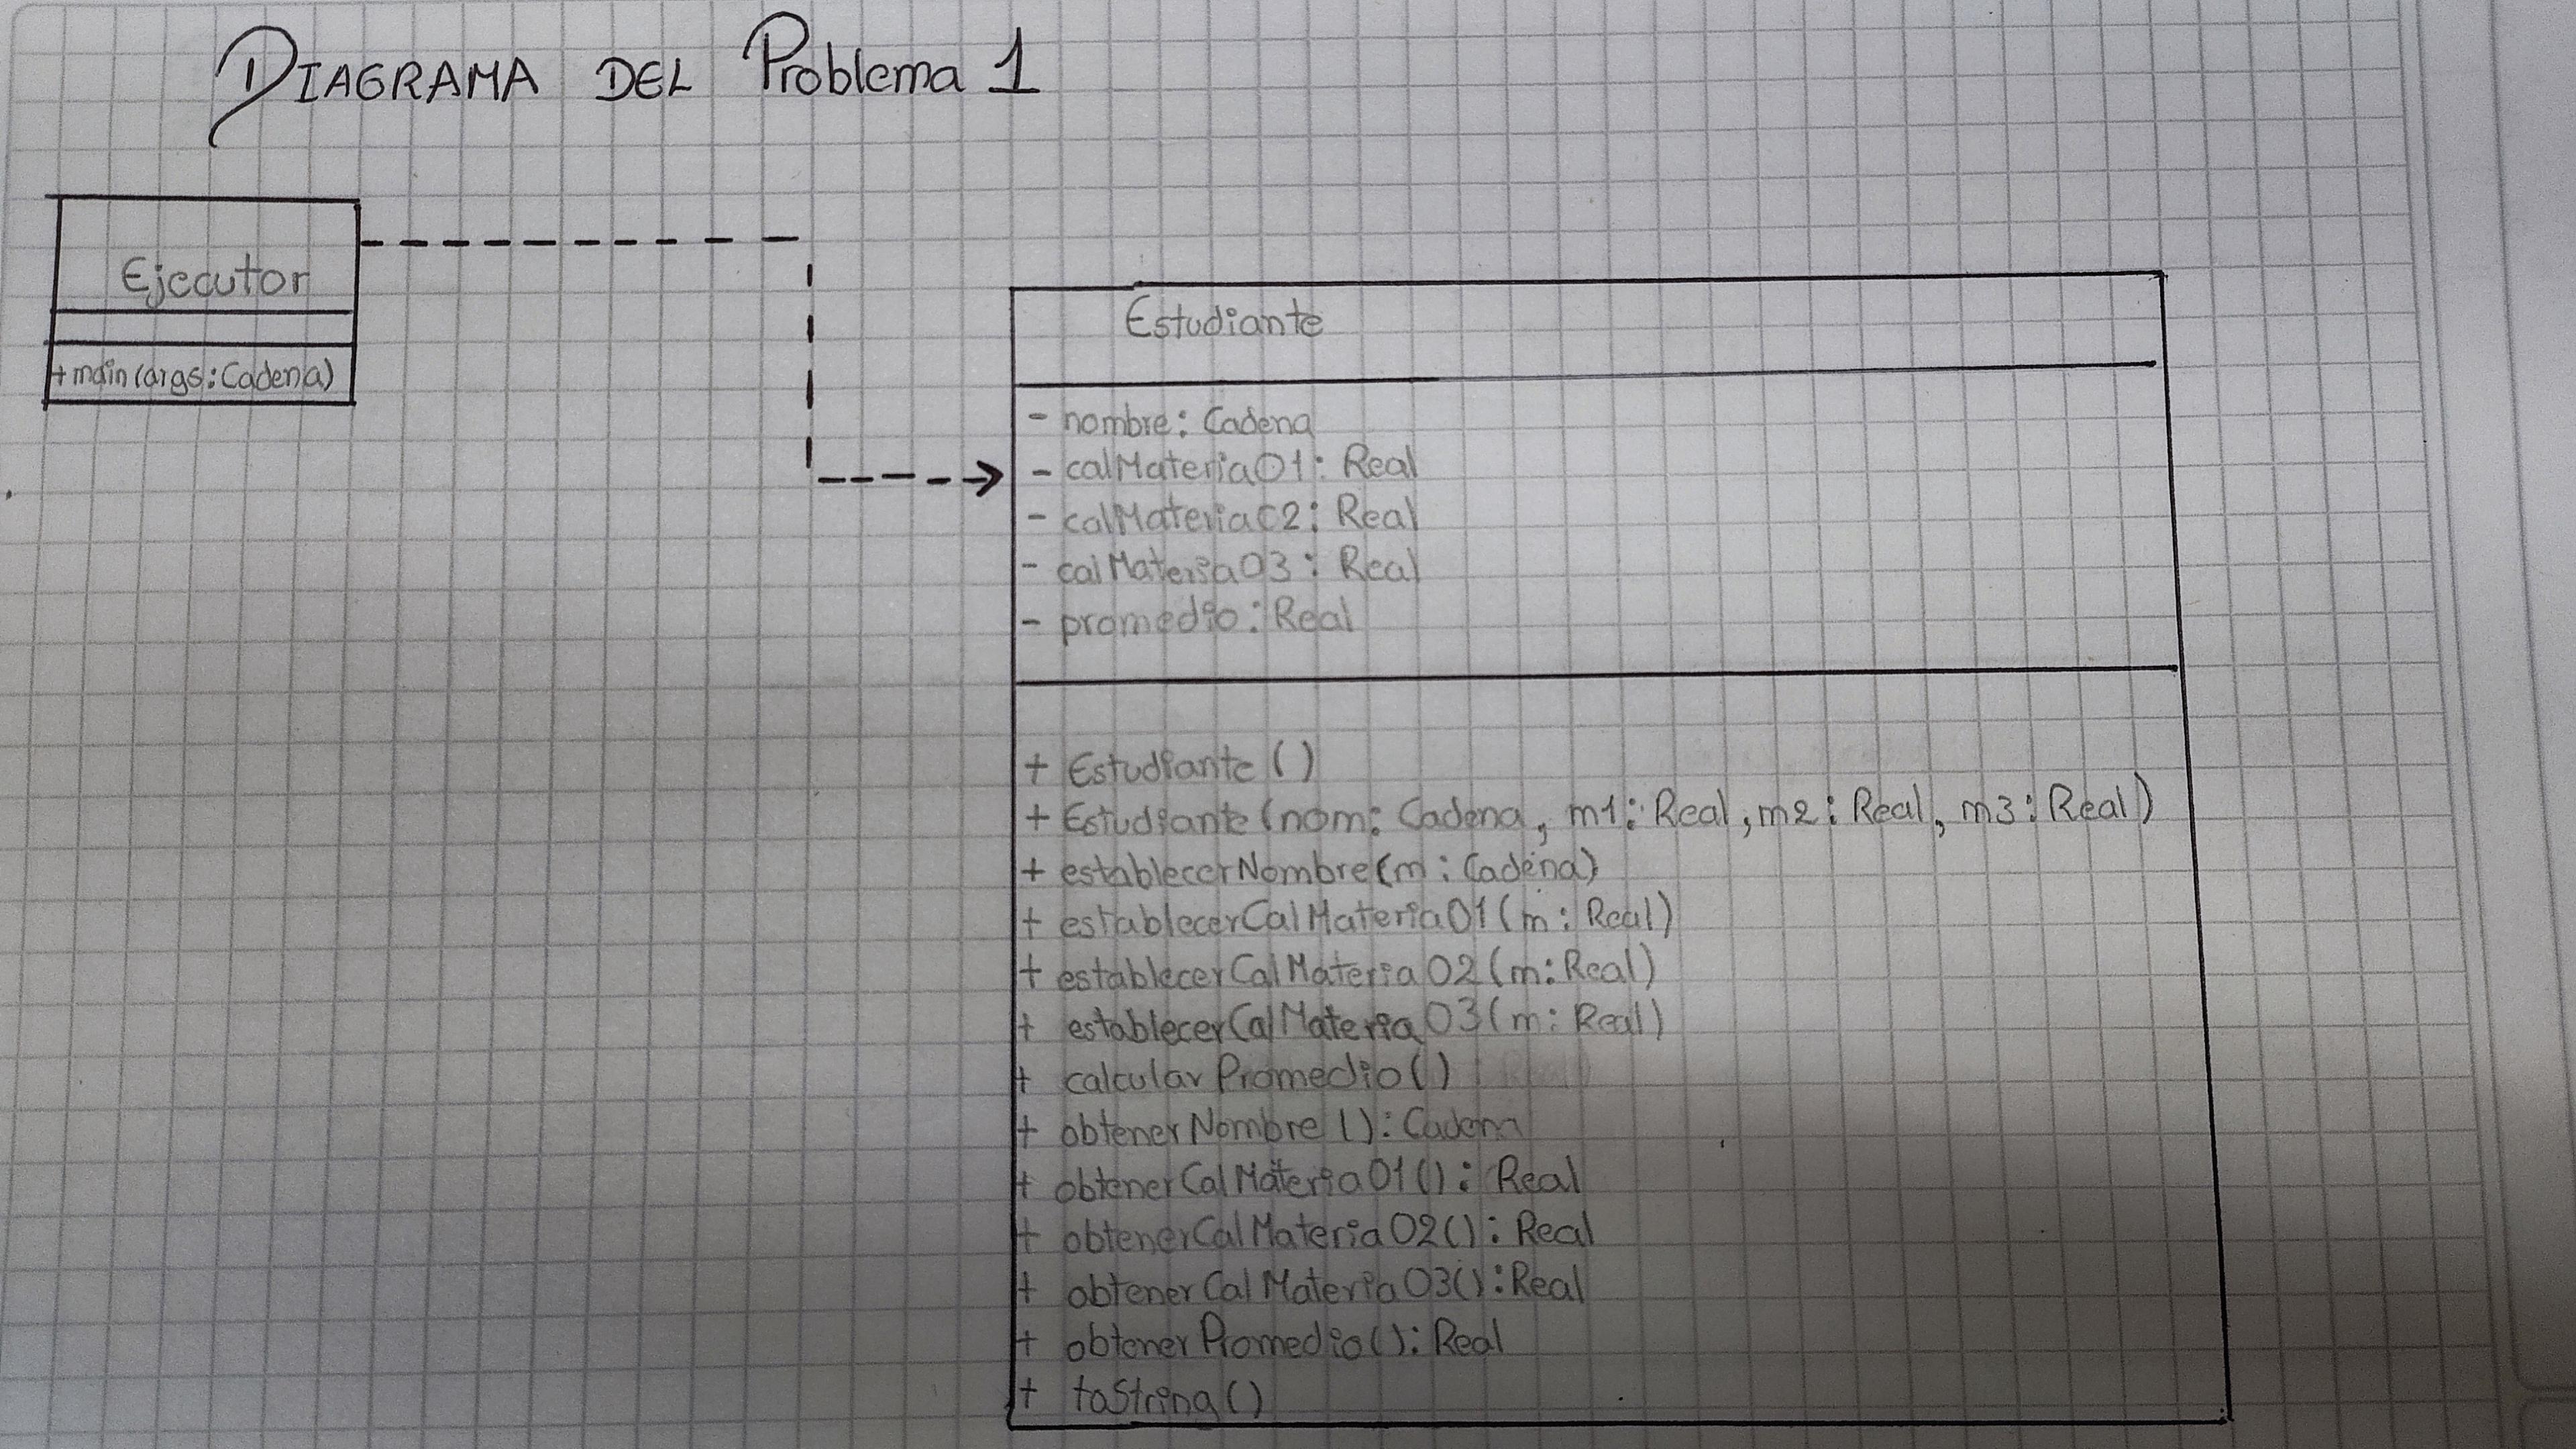 DIAGRAMA DEL Problema 1
Ejecutor
+main(args:Cadena)
Estudiante
- nombre: Cadena
- calMateria01: Real
- calMateria02: Real
- calMateria03: Real
- promedio: Real
+ Estudiante()
+ Estudiante(nom: Cadena, m1: Real, m2: Real, m3: Real)
+ establecerNombre(m: Cadena)
+ establecerCalMateria01(m: Real)
+ establecerCalMateria02(m: Real)
+ establecerCalMateria03(m: Real)
+ calcularPromedio()
+ obtenerNombre(): Cadena
+ obtenerCalMateria01(): Real
+ obtenerCalMateria02(): Real
+ obtenerCalMateria03(): Real
+ obtenerPromedio(): Real
+ toString()